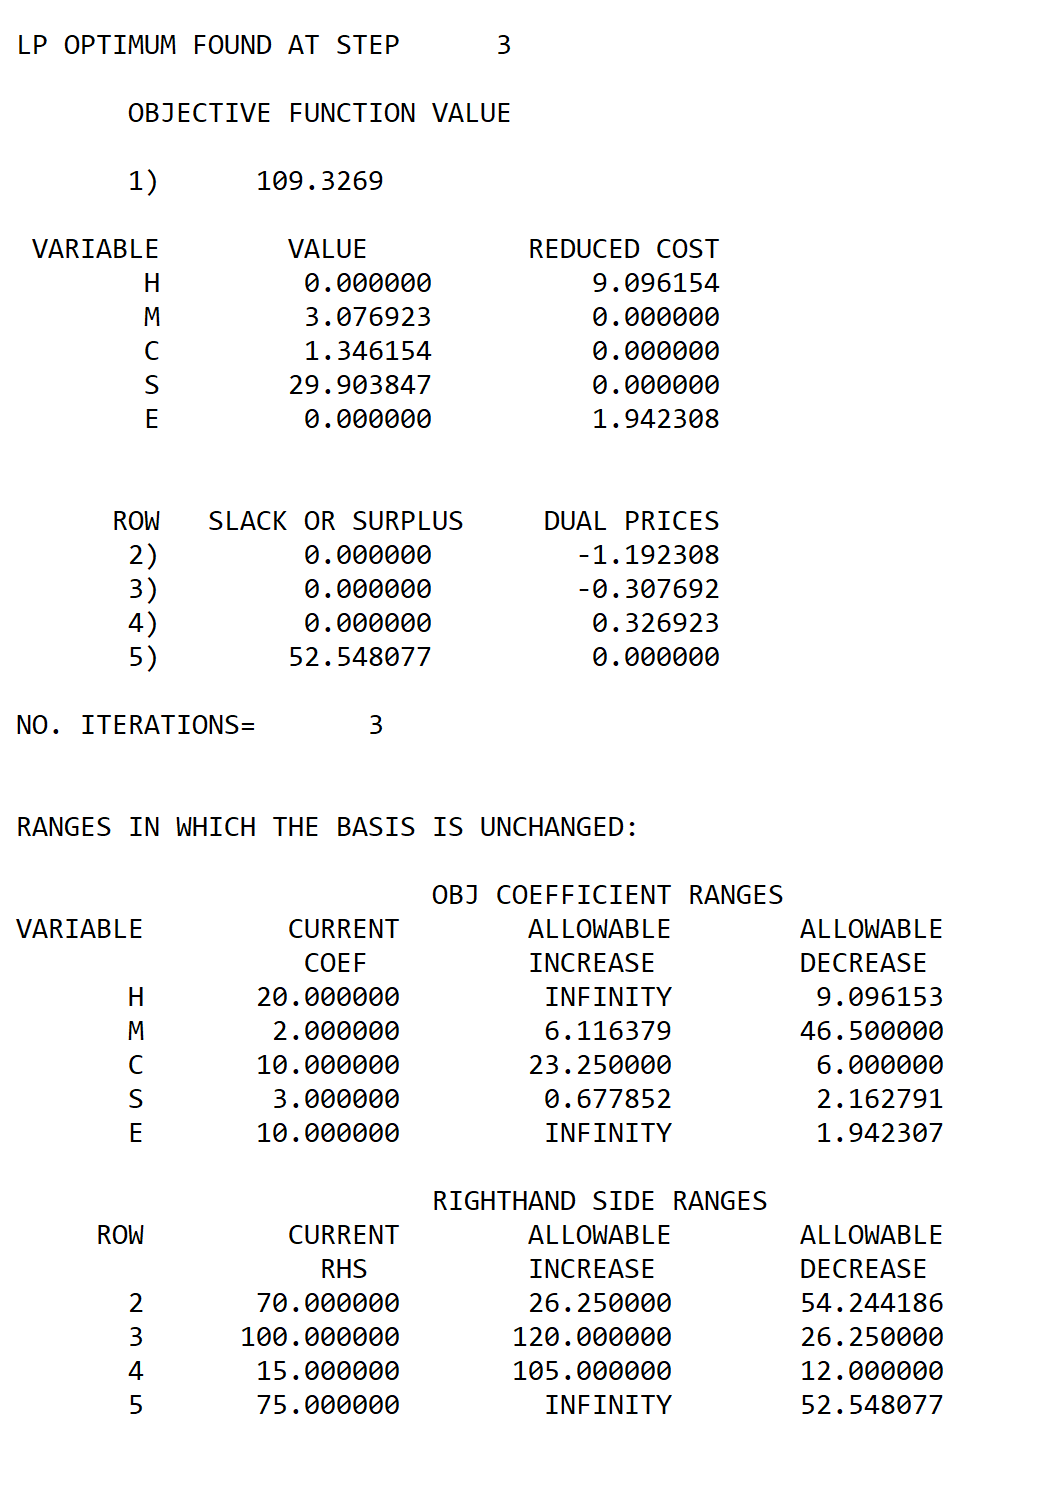 LP OPTIMUM FOUND AT STEP      3
OBJECTIVE FUNCTION VALUE
1)      109.3269
VARIABLE        VALUE          REDUCED COST
H         0.000000          9.096154
M         3.076923          0.000000
C         1.346154          0.000000
S        29.903847          0.000000
E         0.000000          1.942308
ROW   SLACK OR SURPLUS     DUAL PRICES
2)         0.000000         -1.192308
3)         0.000000         -0.307692
4)         0.000000          0.326923
5)        52.548077          0.000000
NO. ITERATIONS=       3
RANGES IN WHICH THE BASIS IS UNCHANGED:
OBJ COEFFICIENT RANGES
VARIABLE         CURRENT        ALLOWABLE        ALLOWABLE
COEF          INCREASE         DECREASE
H       20.000000         INFINITY         9.096153
M        2.000000         6.116379        46.500000
C       10.000000        23.250000         6.000000
S        3.000000         0.677852         2.162791
E       10.000000         INFINITY         1.942307
RIGHTHAND SIDE RANGES
ROW         CURRENT        ALLOWABLE        ALLOWABLE
RHS          INCREASE         DECREASE
2       70.000000        26.250000        54.244186
3      100.000000       120.000000        26.250000
4       15.000000       105.000000        12.000000
5       75.000000         INFINITY        52.548077